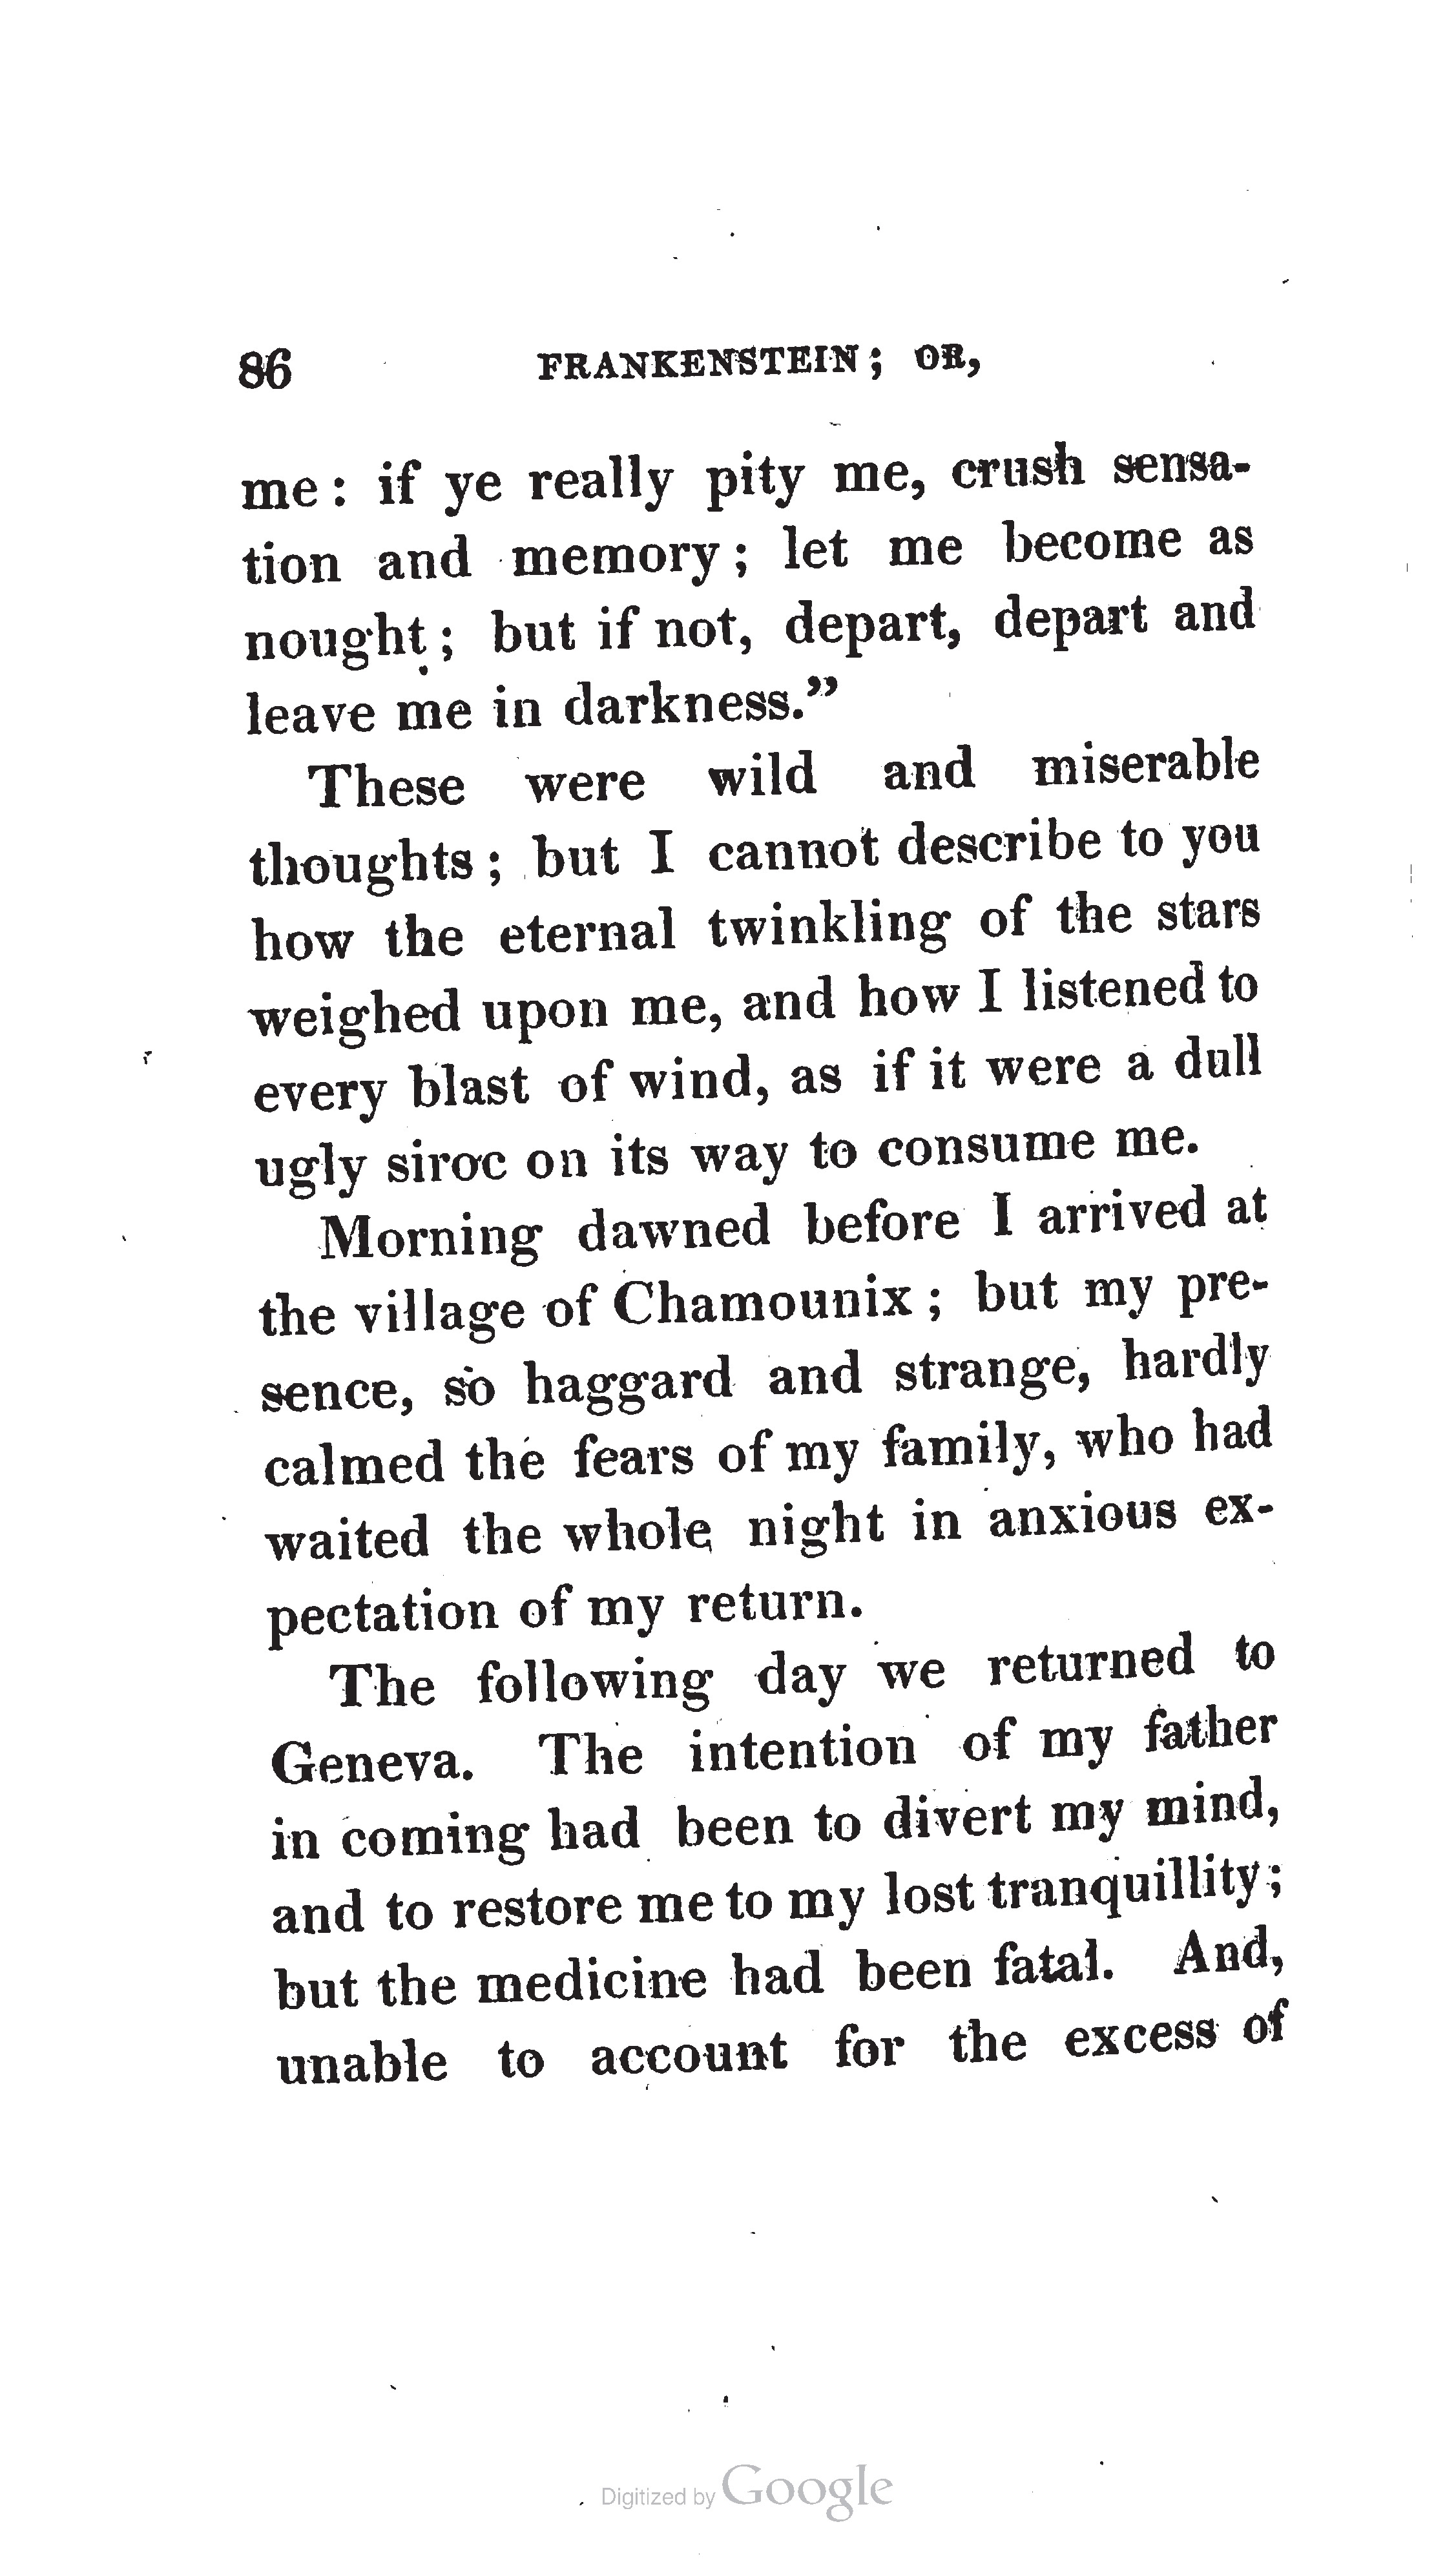 86 FRANKENSTEIN; OR,
me: if ye really pity me, crush sensa-
tion and memory; let me become as
nought; but if not, depart, depart and
leave me in darkness.”
These were wild and miserable
thoughts; but I cannot describe to you
how the eternal twinkling of the stars
weighed upon me, and how I listened to
every blast of wind, as if it were a dull
ugly siroc on its way to consume me.
Morning dawned before I arrived at
the village of Chamounix; but my pre-
sence, so haggard and strange, hardly
calmed the fears of my family, who had
waited the whole night in anxious ex-
pectation of my return.
The following day we returned to
Geneva. The intention of my father
in coming had been to divert my mind,
and to restore me to my lost tranquillity;
but the medicine had been fatal. And,
unable to account for the excess of
Digitized by Google